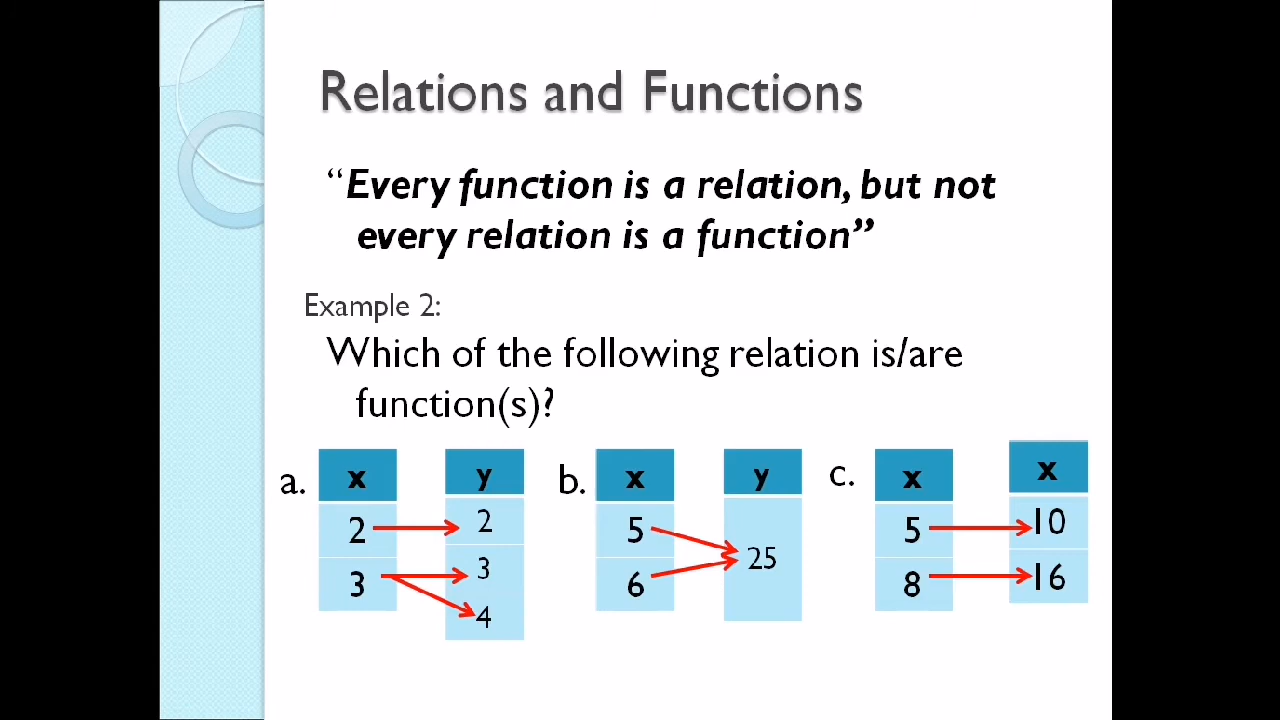 Relations and Functions
“Every function is a relation, but not
every relation is a function”
Example 2:
Which of the following relation is/are
function(s)?
a. x y b. x y c. x x
2 2 5 25 5 10
3 3 6 8 16
4